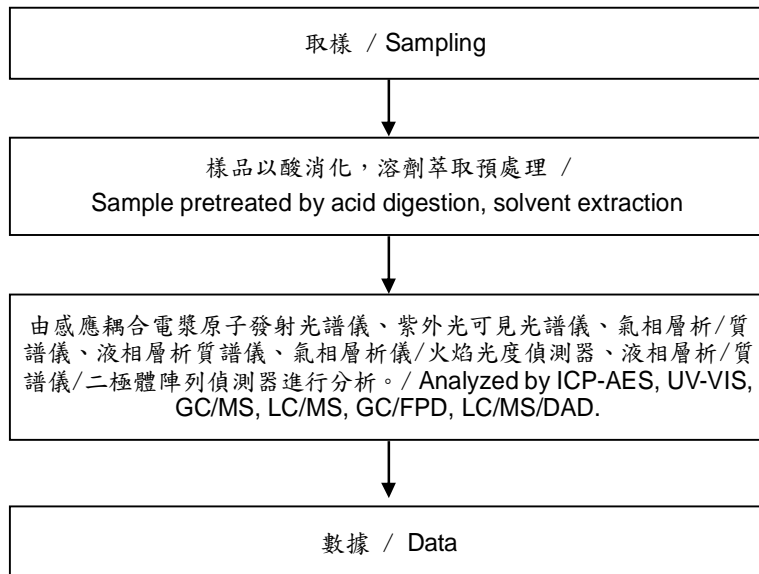 取樣 / Sampling
樣品以酸消化，溶劑萃取預處理 /
Sample pretreated by acid digestion, solvent extraction
由感應耦合電漿原子發射光譜儀、紫外光可見光譜儀、氣相層析/質
譜儀、液相層析質譜儀、氣相層析儀/火焰光度偵測器、液相層析/質
譜儀/二極體陣列偵測器進行分析。/ Analyzed by ICP-AES, UV-VIS,
GC/MS, LC/MS, GC/FPD, LC/MS/DAD.
數據 / Data